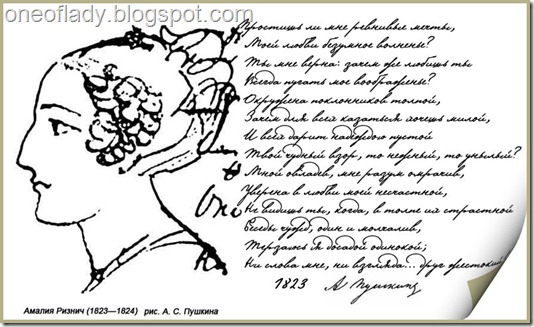 oneoflady.blogspot.com
Простишь ли мне ревнивые мечты,
Моей любви безумное волненье?
Ты мне верна: зачем же любишь ты
Всегда пугать мое воображенье?
Окружена поклонников толпой,
Зачем для всех казаться хочешь милой,
И всех дарит надеждою пустой
Твой чудный взор, то нежный, то унылый?
Мной овладев, мне разум омрачив,
Уверена в любви моей несчастной,
Не видишь ты, когда, в толпе их страстной
Беседы чужд, один и молчалив,
Терзаюсь я досадой одинокой;
Ни слова мне, ни взгляда... друг жестокий!
1823 А Пушкин
Амалия Ризнич (1823—1824) рис. А. С. Пушкина